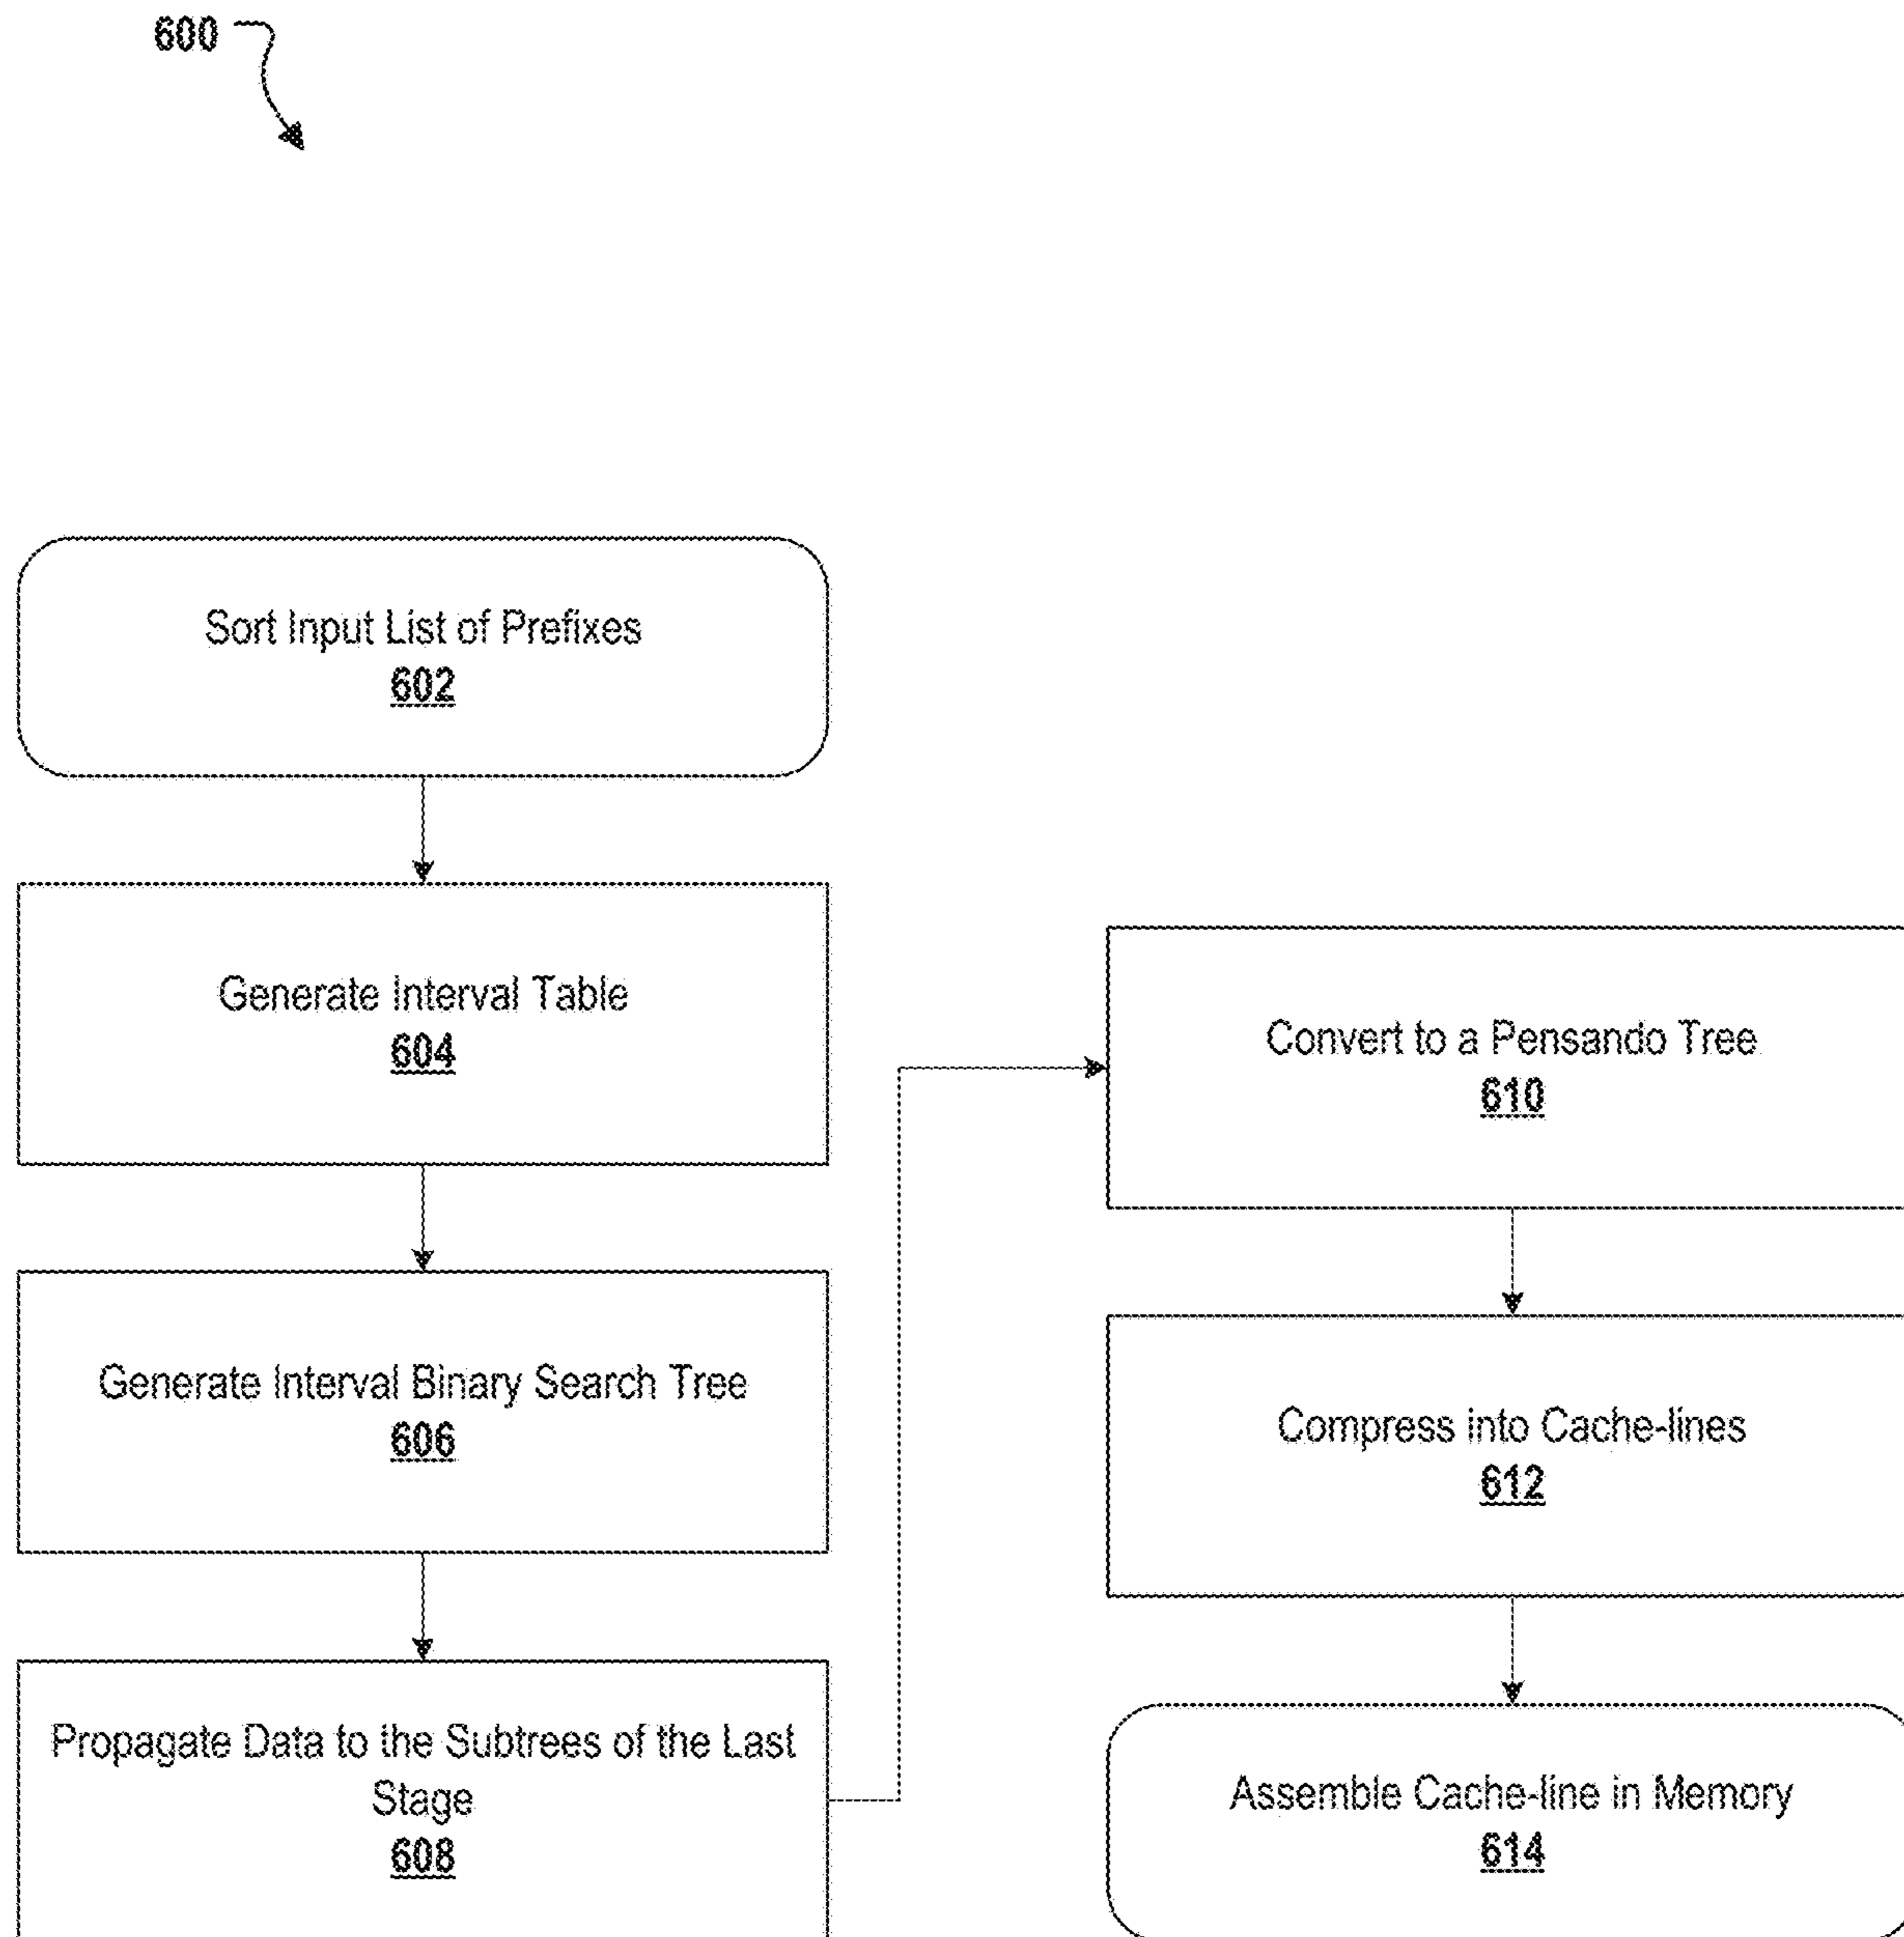 600
Sort Input List of Prefixes
602
Generate Interval Table
604
Generate Interval Binary Search Tree
606
Propagate Data to the Subtrees of the Last
Stage
608
Convert to a Pensando Tree
610
Compress into Cache-lines
612
Assemble Cache-line in Memory
614